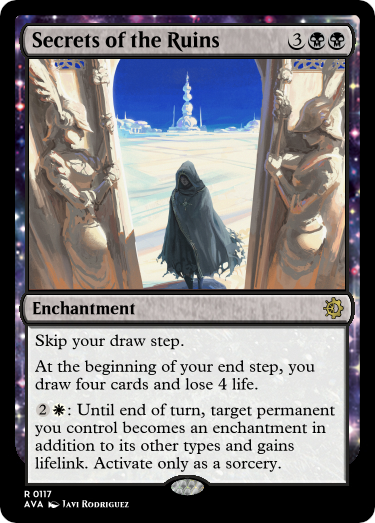 Secrets of the Ruins 3
Enchantment
Skip your draw step.
At the beginning of your end step, you
draw four cards and lose 4 life.
2 : Until end of turn, target permanent
you control becomes an enchantment in
addition to its other types and gains
lifelink. Activate only as a sorcery.
R 0117
AVA Javi Rodriguez